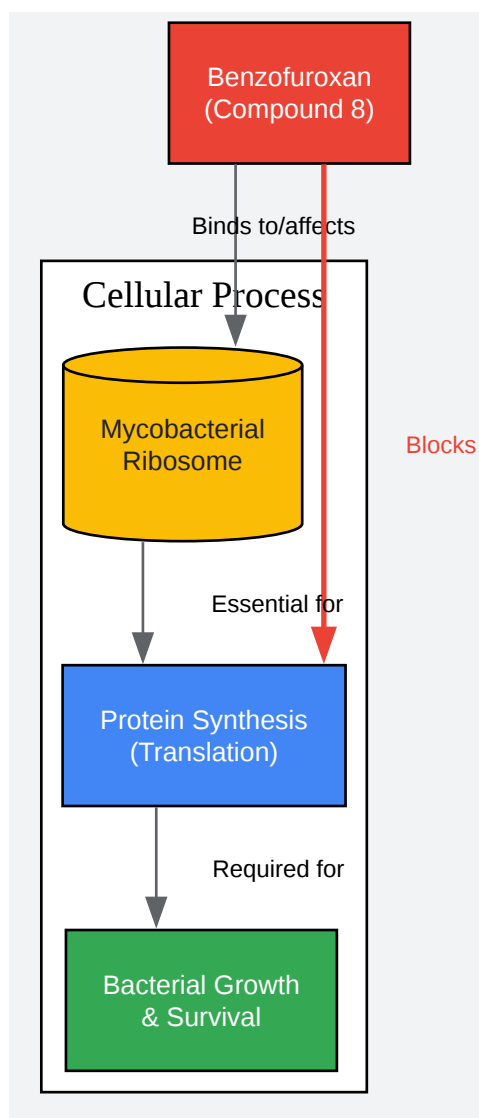 Benzofuroxan
(Compound 8)
Binds to/affects
Cellular Process
Mycobacterial
Ribosome
Blocks
Essential for
Protein Synthesis
(Translation)
Required for
Bacterial Growth
& Survival